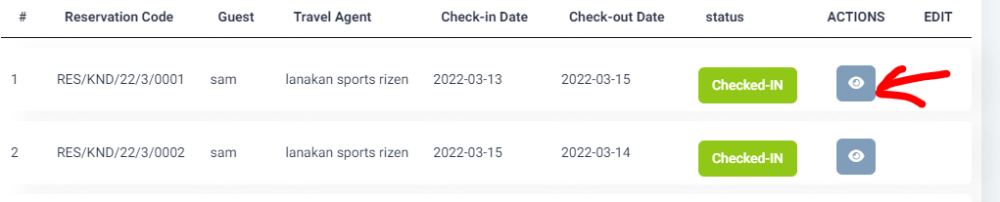 # Reservation Code Guest Travel Agent Check-in Date Check-out Date status ACTIONS EDIT
1 RES/KND/22/3/0001 sam lanakan sports rizen 2022-03-13 2022-03-15 Checked-IN
2 RES/KND/22/3/0002 sam lanakan sports rizen 2022-03-15 2022-03-14 Checked-IN